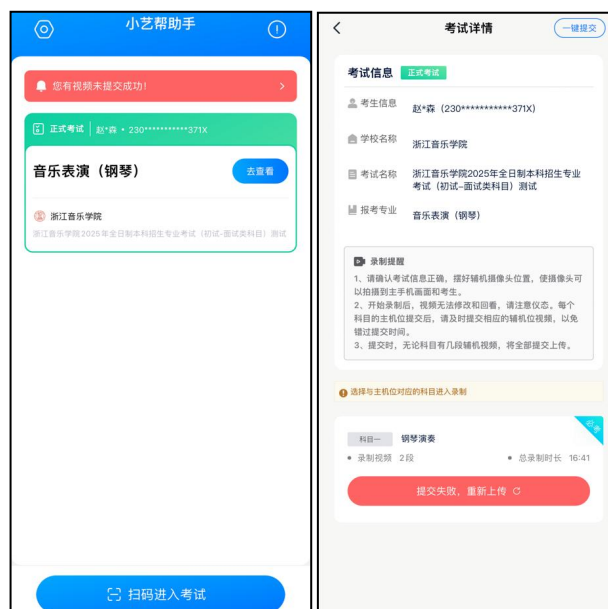 小艺帮助手
您有视频未提交成功!
正式考试 赵*森 • 230***********371X
音乐表演（钢琴）
去查看
浙江音乐学院
浙江音乐学院2025年全日制本科招生专业考试（初试-面试类科目）测试
扫码进入考试
考试详情
一键提交
考试信息 正式考试
考生信息 赵*森（230***********371X）
学校名称 浙江音乐学院
考试名称 浙江音乐学院2025年全日制本科招生专业
考试（初试-面试类科目）测试
报考专业 音乐表演（钢琴）
录制提醒
1、请确认考试信息正确，摆好辅机摄像头位置，使摄像头可
以拍摄到主手机画面和考生。
2、开始录制后，视频无法修改和回看，请注意仪态。每个
科目的主机位提交后，请及时提交相应的辅机位视频，以免
错过提交时间。
3、提交时，无论科目有几段辅机视频，将全部提交上传。
选择与主机位对应的科目进入录制
必考
科目一 钢琴演奏
• 录制视频 2段 • 总录制时长 16:41
提交失败，重新上传